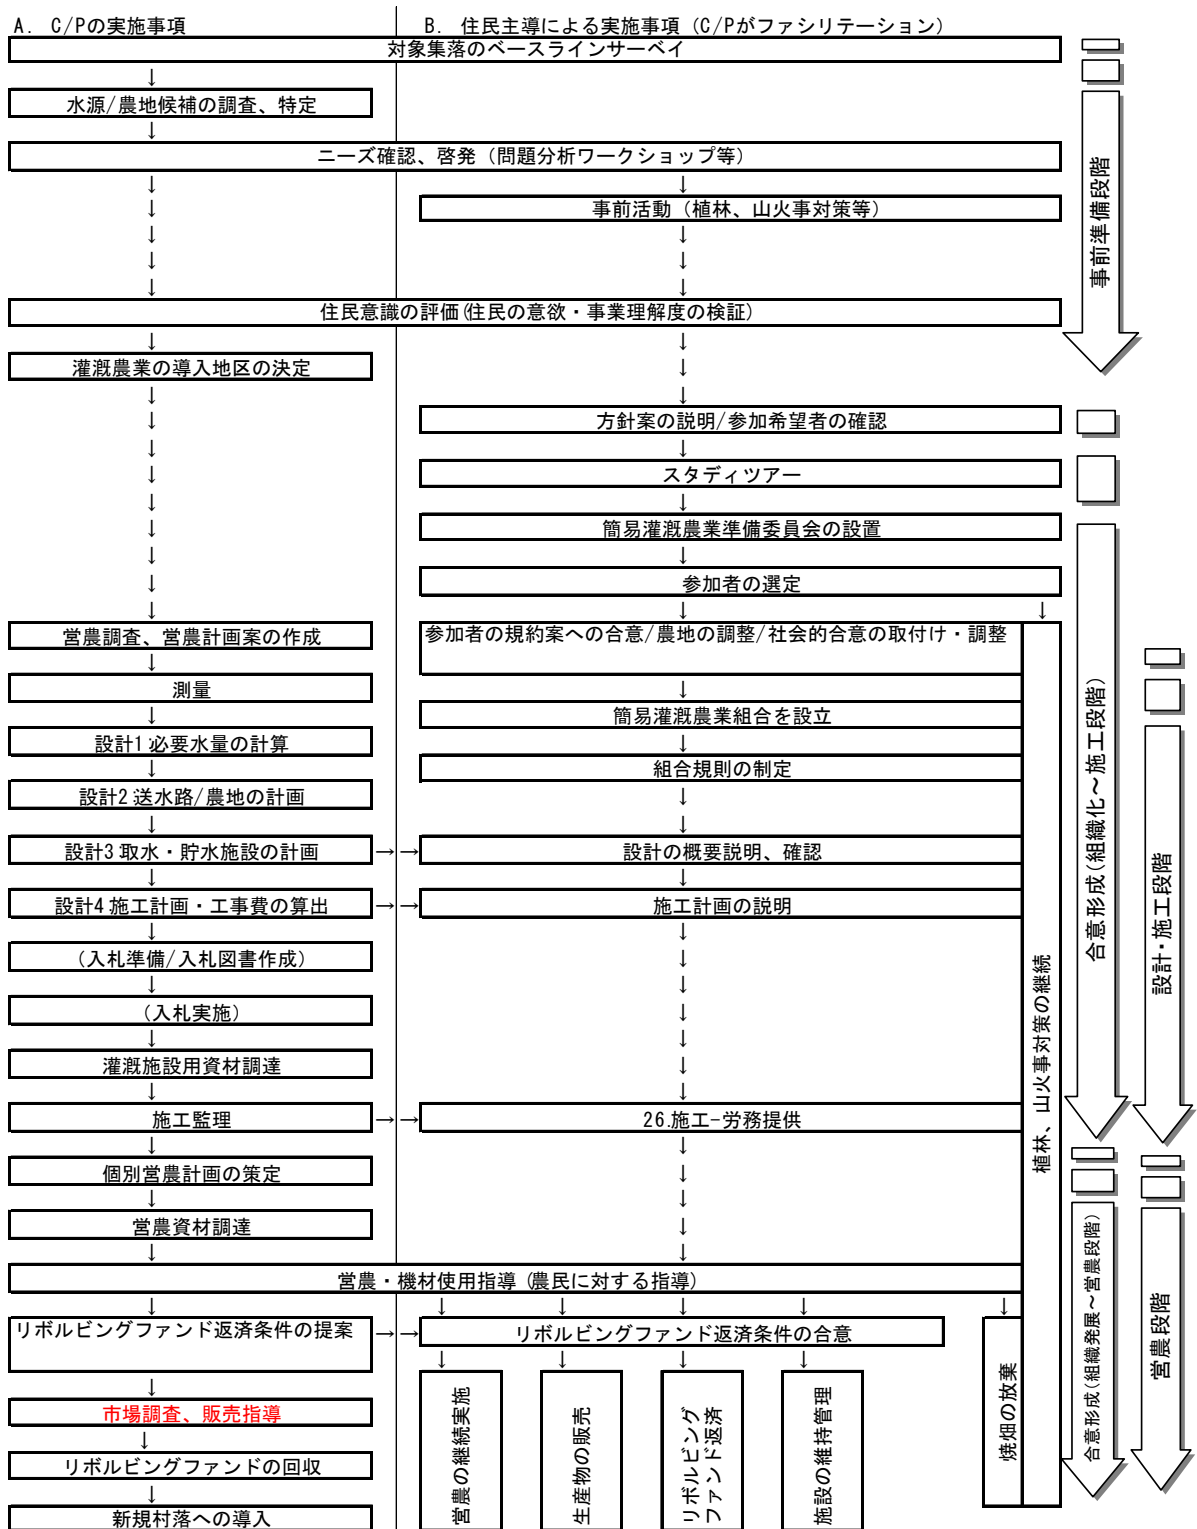 A. C/Pの実施事項
B. 住民主導による実施事項（C/Pがファシリテーション）
対象集落のベースラインサーベイ
↓
水源/農地候補の調査、特定
↓
ニーズ確認、啓発（問題分析ワークショップ等）
↓ ↓
↓ 事前活動（植林、山火事対策等）
↓ ↓
↓ ↓
↓ ↓
住民意識の評価(住民の意欲・事業理解度の検証)
↓ ↓
灌漑農業の導入地区の決定 ↓
↓ ↓
↓ 方針案の説明/参加希望者の確認
↓ ↓
↓ スタディツアー
↓ ↓
↓ 簡易灌漑農業準備委員会の設置
↓ ↓
↓ 参加者の選定
↓ ↓ ↓
営農調査、営農計画案の作成
参加者の規約案への合意/農地の調整/社会的合意の取付け・調整
↓
測量 ↓
↓ 簡易灌漑農業組合を設立
設計1 必要水量の計算 ↓
↓ 組合規則の制定
設計2 送水路/農地の計画 ↓
↓ ↓
設計3 取水・貯水施設の計画 →→ 設計の概要説明、確認
↓ ↓
設計4 施工計画・工事費の算出 →→ 施工計画の説明
↓ ↓
(入札準備/入札図書作成) ↓
↓ ↓
(入札実施) ↓
↓ ↓
灌漑施設用資材調達 ↓
↓ ↓
施工監理 →→ 26.施工-労務提供
↓ ↓
個別営農計画の策定 ↓
↓ ↓
営農資材調達 ↓
↓ ↓
営農・機材使用指導 (農民に対する指導)
↓ ↓ ↓ ↓ ↓ ↓
リボルビングファンド返済条件の提案 →→ リボルビングファンド返済条件の合意
↓ ↓ ↓ ↓ ↓
市場調査、販売指導
↓
リボルビングファンドの回収
↓
新規村落への導入
営農の継続実施
生産物の販売
リボルビング
ファンド返済
施設の維持管理
焼畑の放棄
植林、山火事対策の継続
事前準備段階
合意形成(組織化～施工段階)
設計・施工段階
合意形成(組織発展～営農段階)
営農段階